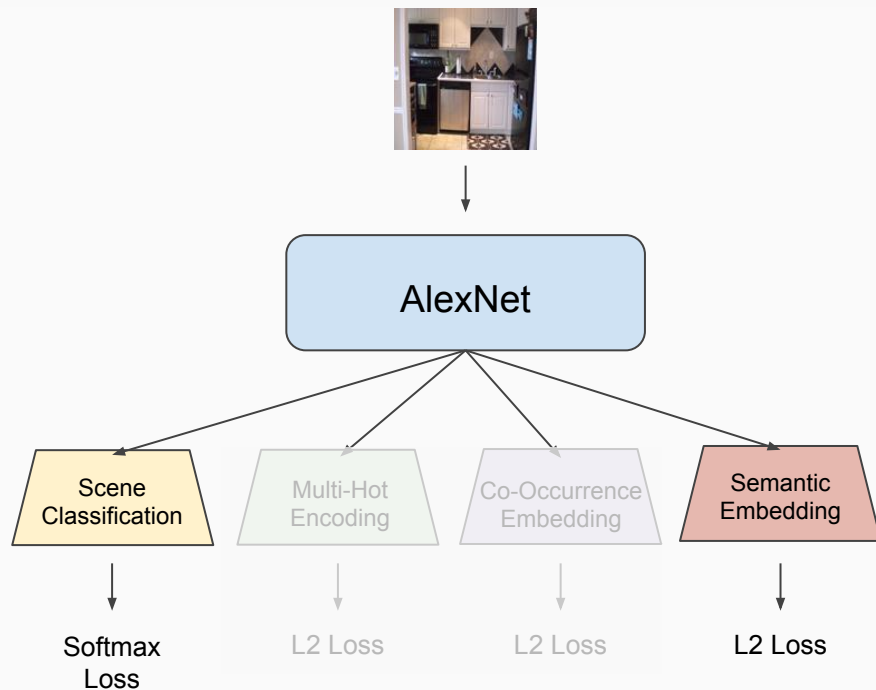 AlexNet
Scene
Classification
Multi-Hot
Encoding
Co-Occurrence
Embedding
Semantic
Embedding
Softmax
Loss
L2 Loss
L2 Loss
L2 Loss